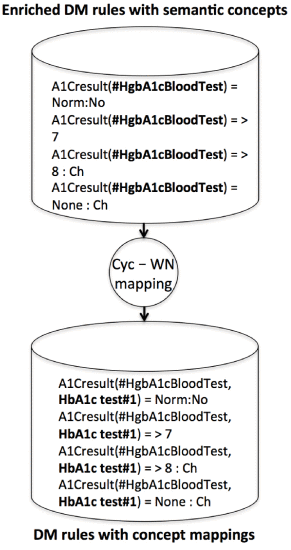 Enriched DM rules with semantic concepts
A1Cresult(#HgbA1cBloodTest) =
Norm:No
A1Cresult(#HgbA1cBloodTest) = >
7
A1Cresult(#HgbA1cBloodTest) = >
8 : Ch
A1Cresult(#HgbA1cBloodTest) =
None : Ch
Cyc – WN
mapping
A1Cresult(#HgbA1cBloodTest,
HbA1c test#1) = Norm:No
A1Cresult(#HgbA1cBloodTest,
HbA1c test#1) = > 7
A1Cresult(#HgbA1cBloodTest,
HbA1c test#1) = > 8 : Ch
A1Cresult(#HgbA1cBloodTest,
HbA1c test#1) = None : Ch
DM rules with concept mappings